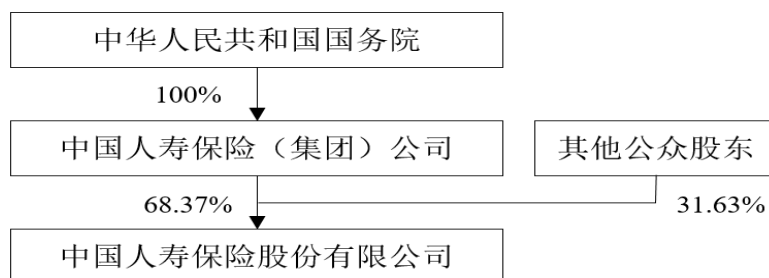 中华人民共和国国务院
100%
中国人寿保险（集团）公司
其他公众股东
68.37%
31.63%
中国人寿保险股份有限公司